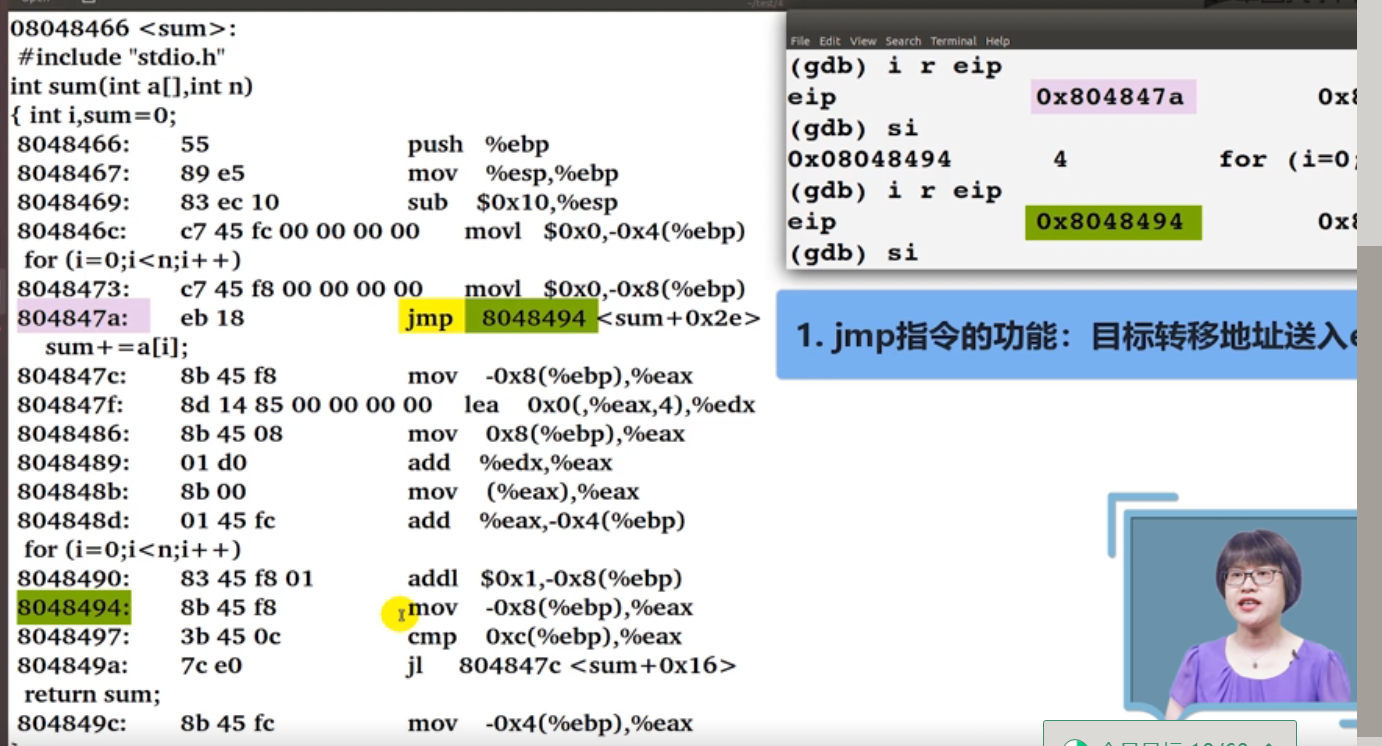 08048466 <sum>:
#include "stdio.h"
int sum(int a[],int n)
{ int i,sum=0;
8048466: 55 push %ebp
8048467: 89 e5 mov %esp,%ebp
8048469: 83 ec 10 sub $0x10,%esp
804846c: c7 45 fc 00 00 00 00 movl $0x0,-0x4(%ebp)
for (i=0;i<n;i++)
8048473: c7 45 f8 00 00 00 00 movl $0x0,-0x8(%ebp)
804847a: eb 18 jmp 8048494 <sum+0x2e>
sum+=a[i];
804847c: 8b 45 f8 mov -0x8(%ebp),%eax
804847f: 8d 14 85 00 00 00 00 lea 0x0(,%eax,4),%edx
8048486: 8b 45 08 mov 0x8(%ebp),%eax
8048489: 01 d0 add %edx,%eax
804848b: 8b 00 mov (%eax),%eax
804848d: 01 45 fc add %eax,-0x4(%ebp)
for (i=0;i<n;i++)
8048490: 83 45 f8 01 addl $0x1,-0x8(%ebp)
8048494: 8b 45 f8 mov -0x8(%ebp),%eax
8048497: 3b 45 0c cmp 0xc(%ebp),%eax
804849a: 7c e0 jl 804847c <sum+0x16>
return sum;
804849c: 8b 45 fc mov -0x4(%ebp),%eax
File Edit View Search Terminal Help
(gdb) i r eip
eip 0x804847a 0x8
(gdb) si
0x08048494 4 for (i=0;
(gdb) i r eip
eip 0x8048494 0x8
(gdb) si
1. jmp指令的功能：目标转移地址送入e